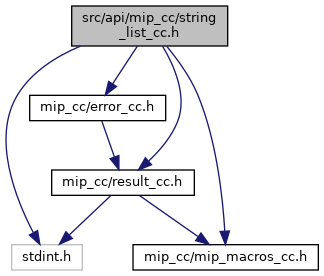 src/api/mip_cc/string
_list_cc.h
mip_cc/error_cc.h
mip_cc/result_cc.h
stdint.h
mip_cc/mip_macros_cc.h